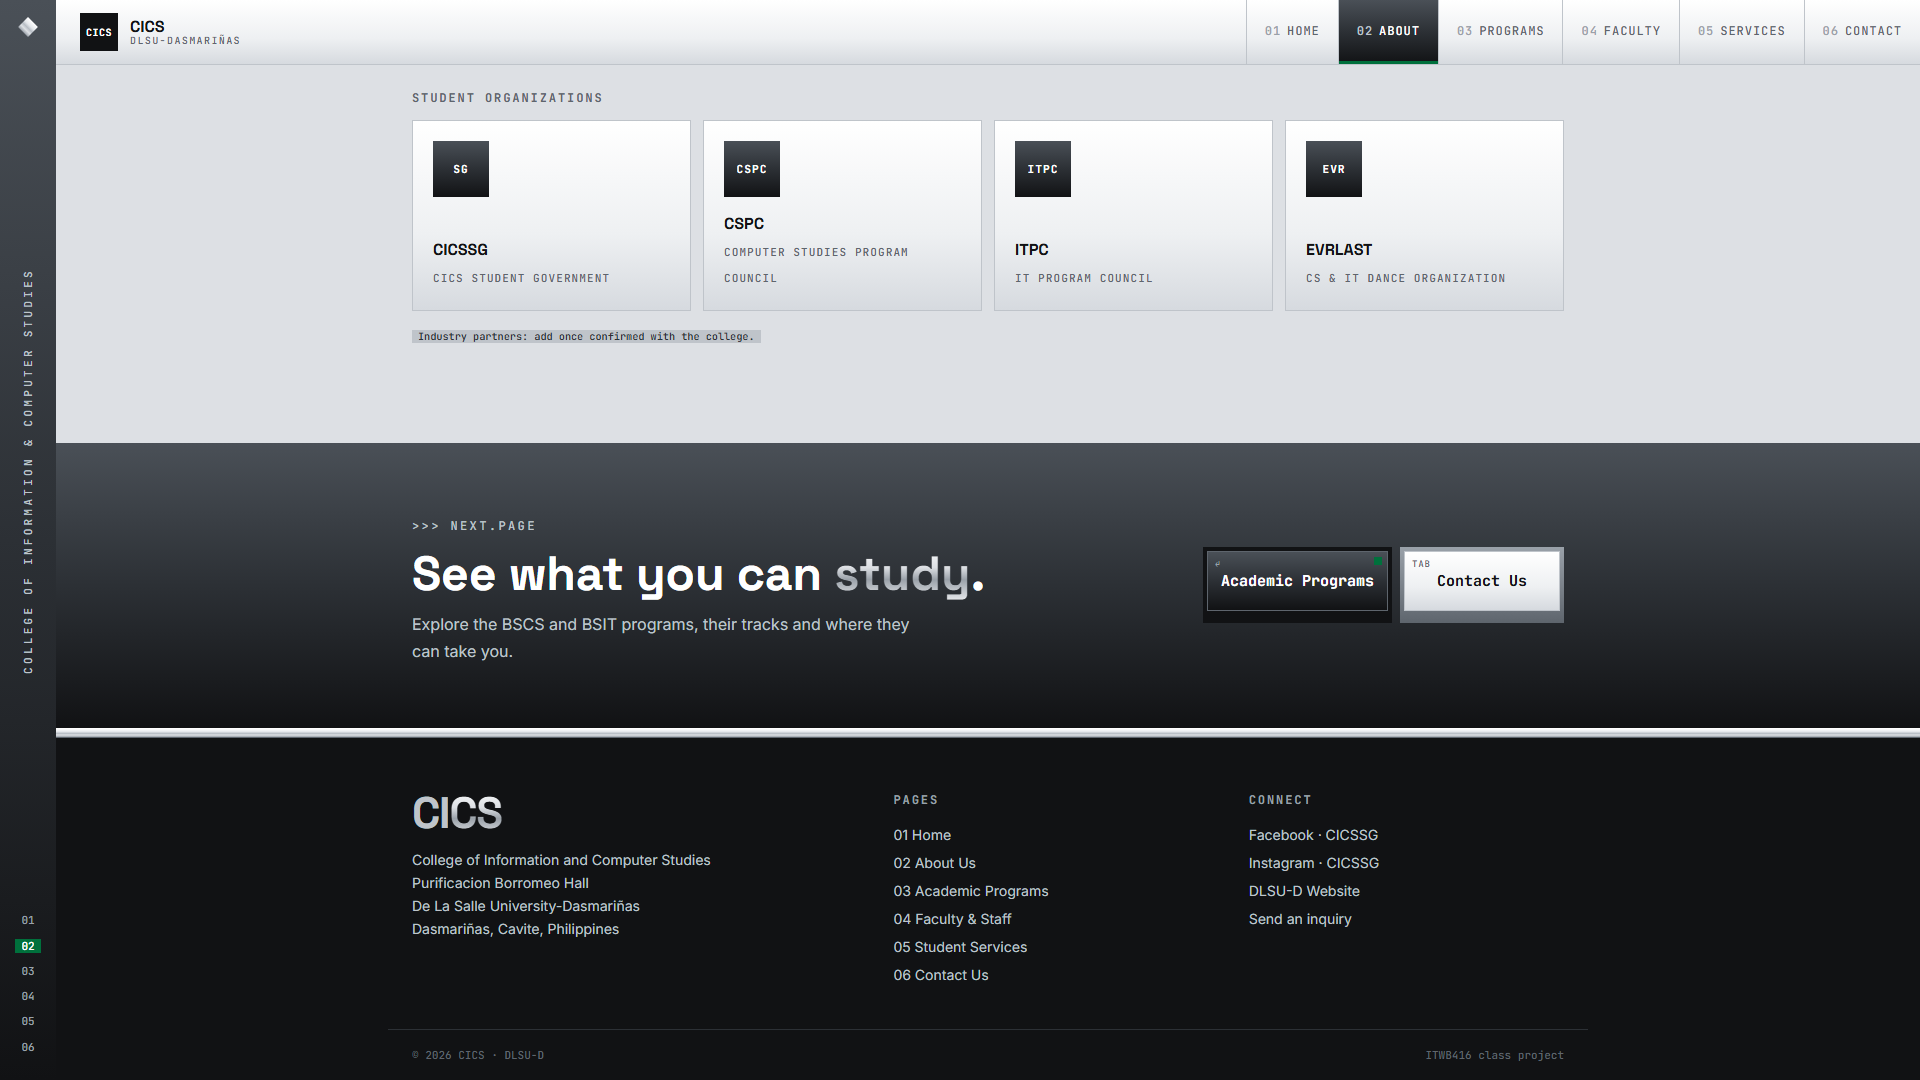 CICS
CICS
DLSU-DASMARIÑAS
01 HOME
02 ABOUT
03 PROGRAMS
04 FACULTY
05 SERVICES
06 CONTACT
COLLEGE OF INFORMATION & COMPUTER STUDIES
01
02
03
04
05
06
STUDENT ORGANIZATIONS
SG
CICSSG
CICS STUDENT GOVERNMENT
CSPC
CSPC
COMPUTER STUDIES PROGRAM
COUNCIL
ITPC
ITPC
IT PROGRAM COUNCIL
EVR
EVRLAST
CS & IT DANCE ORGANIZATION
Industry partners: add once confirmed with the college.
>>> NEXT.PAGE
See what you can study.
Explore the BSCS and BSIT programs, their tracks and where they
can take you.
Academic Programs
TAB
Contact Us
CICS
College of Information and Computer Studies
Purificacion Borromeo Hall
De La Salle University-Dasmariñas
Dasmariñas, Cavite, Philippines
PAGES
01 Home
02 About Us
03 Academic Programs
04 Faculty & Staff
05 Student Services
06 Contact Us
CONNECT
Facebook · CICSSG
Instagram · CICSSG
DLSU-D Website
Send an inquiry
© 2026 CICS · DLSU-D
ITWB416 class project